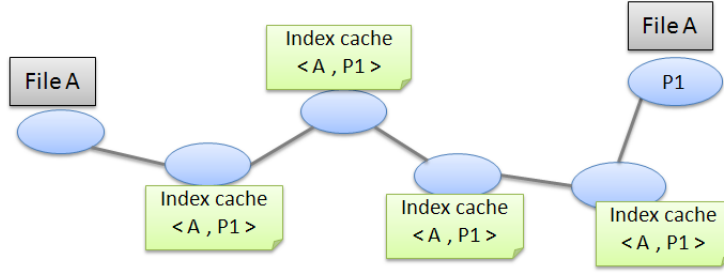 File A
Index cache
< A , P1 >
File A
P1
Index cache
< A , P1 >
Index cache
< A , P1 >
Index cache
< A , P1 >